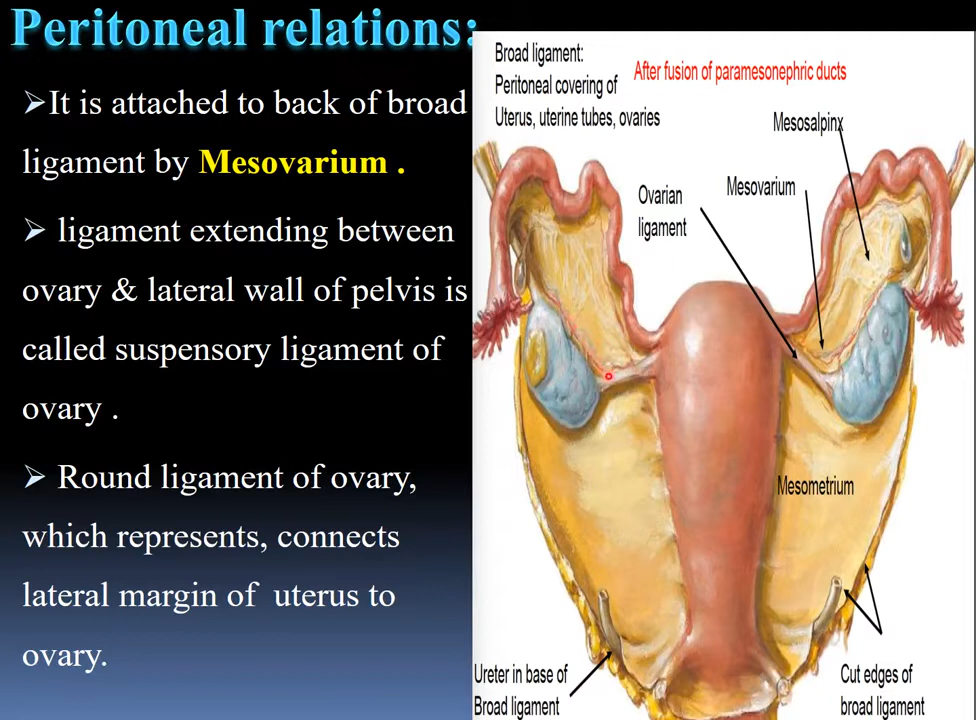 Peritoneal relations:
➢It is attached to back of broad
ligament by Mesovarium .
➢ ligament extending between
ovary & lateral wall of pelvis is
called suspensory ligament of
ovary .
➢ Round ligament of ovary,
which represents, connects
lateral margin of uterus to
ovary.
Broad ligament:
Peritoneal covering of
Uterus, uterine tubes, ovaries
After fusion of paramesonephric ducts
Mesosalpinx
Mesovarium
Ovarian
ligament
Mesometrium
Ureter in base of
Broad ligament
Cut edges of
broad ligament